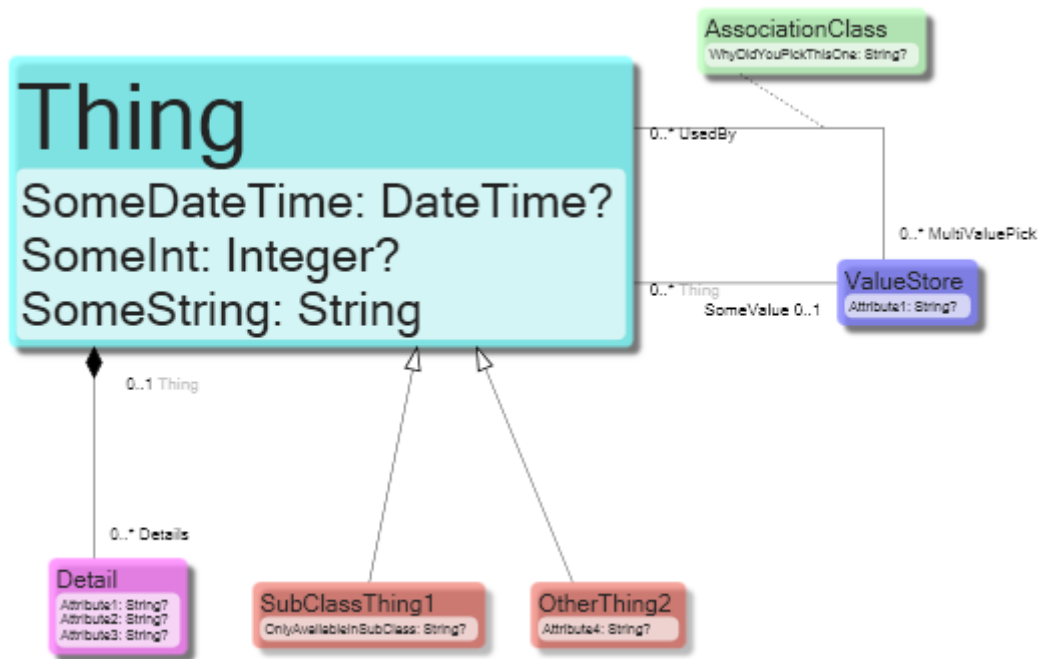 AssociationClass
WhyDidYouPickThisOne: String?
Thing
SomeDateTime: DateTime?
SomeInt: Integer?
SomeString: String
0..* UsedBy
0..* MultiValuePick
ValueStore
Attribute1: String?
0..* Thing
SomeValue 0..1
0..1 Thing
0..* Details
Detail
Attribute1: String?
Attribute2: String?
Attribute3: String?
SubClassThing1
OnlyAvailableInSubClass: String?
OtherThing2
Attribute4: String?